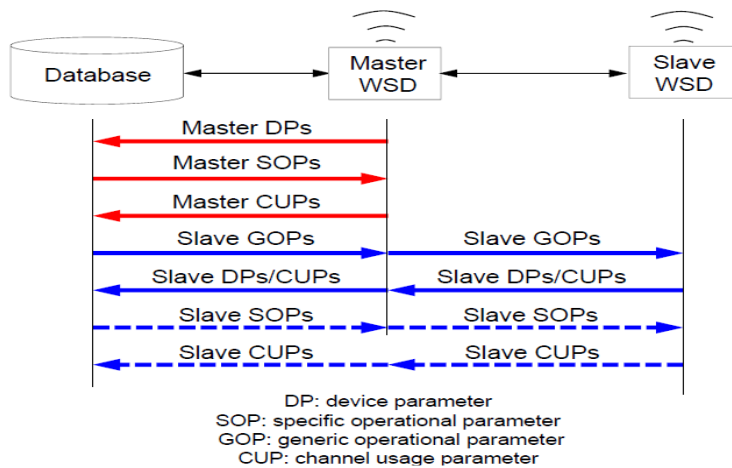 Database
Master
WSD
Slave
WSD
Master DPs
Master SOPs
Master CUPs
Slave GOPs Slave GOPs
Slave DPs/CUPs Slave DPs/CUPs
Slave SOPs Slave SOPs
Slave CUPs Slave CUPs
DP: device parameter
SOP: specific operational parameter
GOP: generic operational parameter
CUP: channel usage parameter